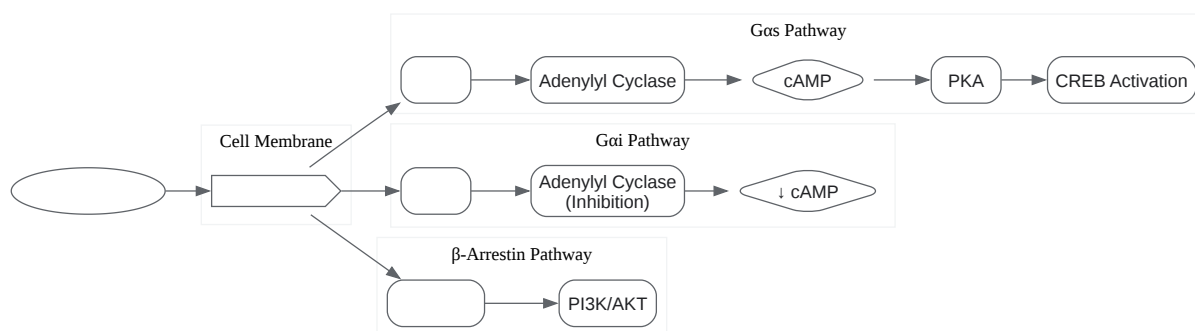 Gαs Pathway
Adenylyl Cyclase
cAMP
PKA
CREB Activation
Cell Membrane
Gαi Pathway
Adenylyl Cyclase
(Inhibition)
↓ cAMP
β-Arrestin Pathway
PI3K/AKT